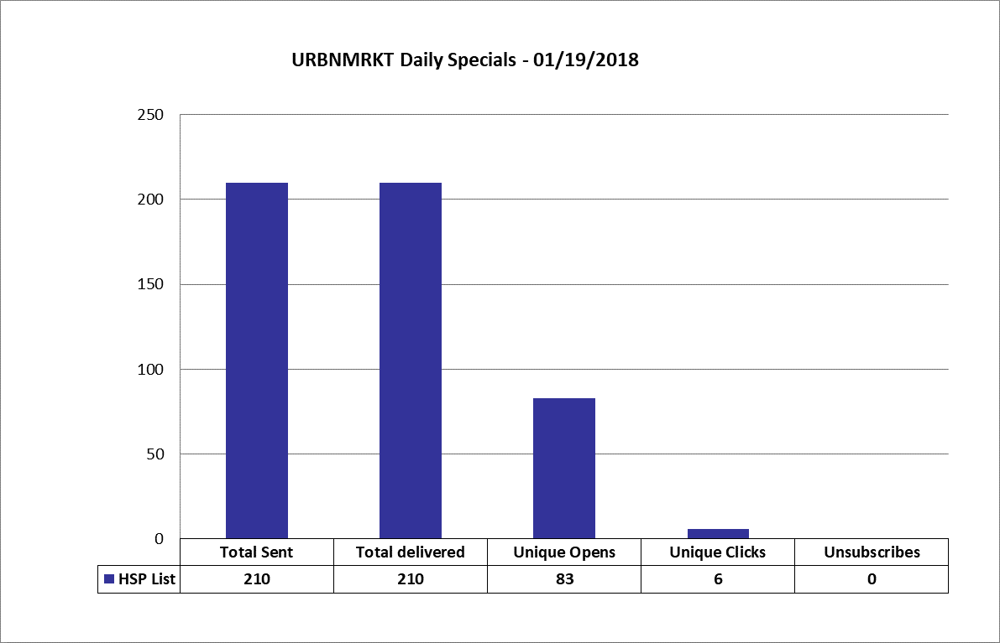 URBNMRKT Daily Specials - 01/19/2018
250
200
150
100
50
0
Total Sent Total delivered Unique Opens Unique Clicks Unsubscribes
HSP List 210 210 83 6 0